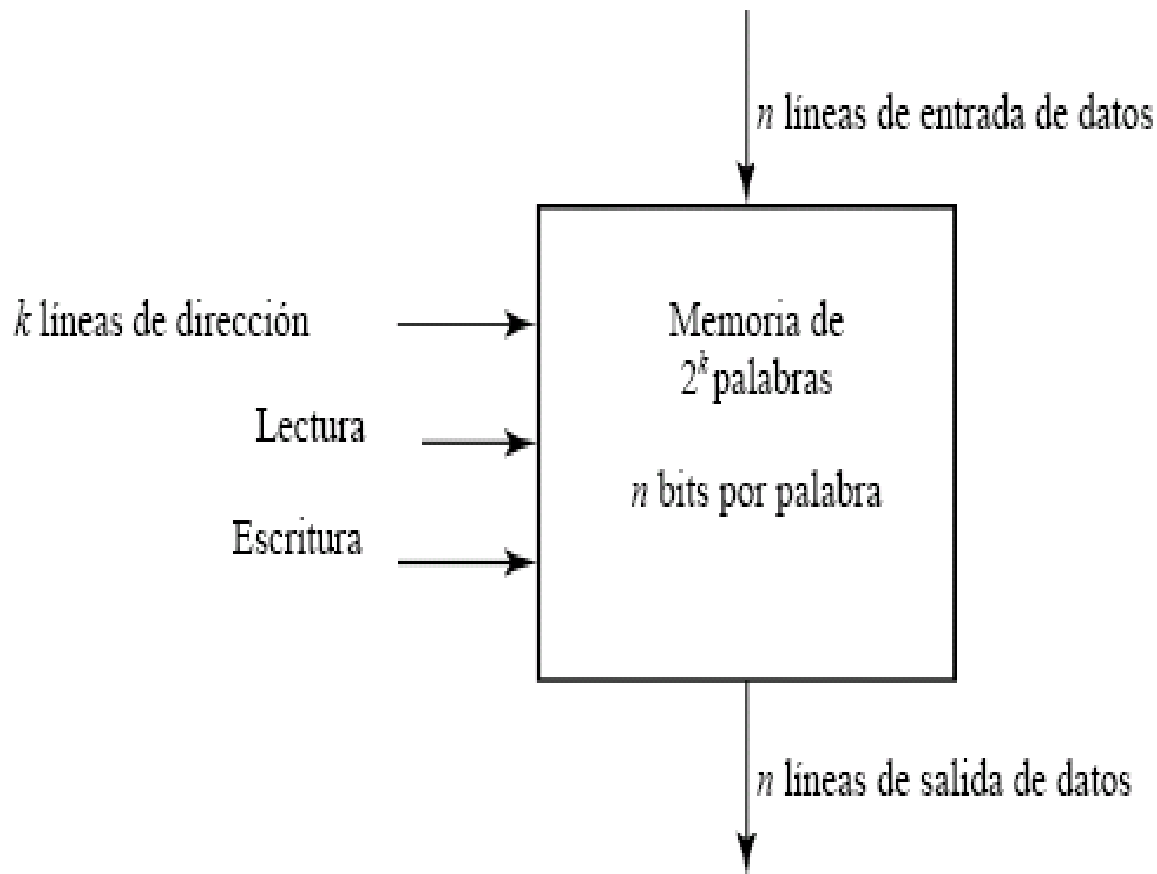 n líneas de entrada de datos
k líneas de dirección
Memoria de
2^k palabras
Lectura
n bits por palabra
Escritura
n líneas de salida de datos